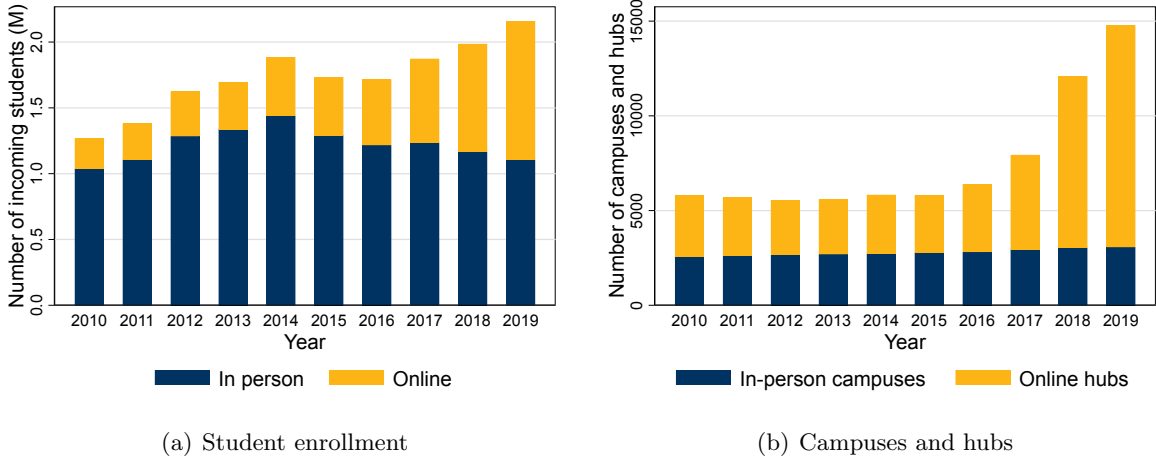 Number of incoming students (M)
2.0
1.5
1.0
0.5
0.0
2010 2011 2012 2013 2014 2015 2016 2017 2018 2019
Year
In person Online
(a) Student enrollment
Number of campuses and hubs
15000
10000
5000
0
2010 2011 2012 2013 2014 2015 2016 2017 2018 2019
Year
In-person campuses Online hubs
(b) Campuses and hubs